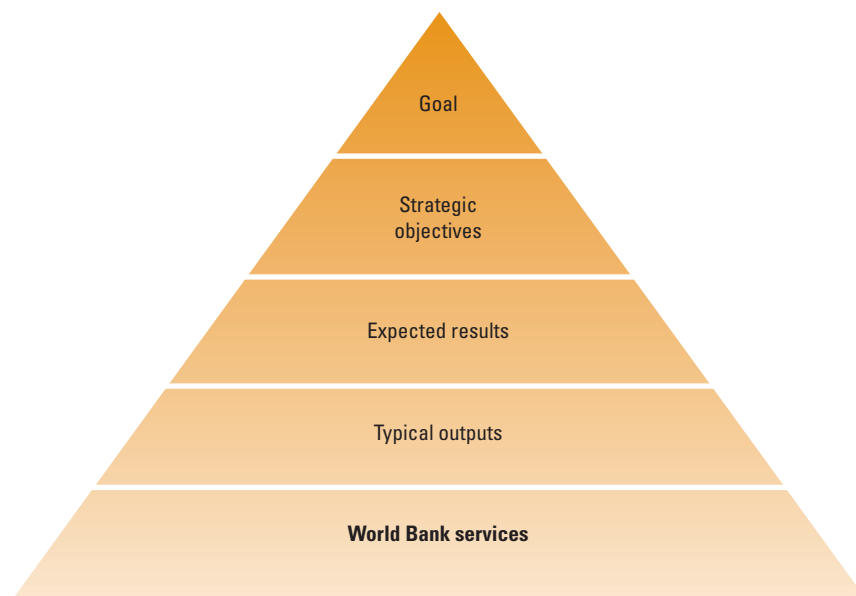 Goal
Strategic
objectives
Expected results
Typical outputs
World Bank services